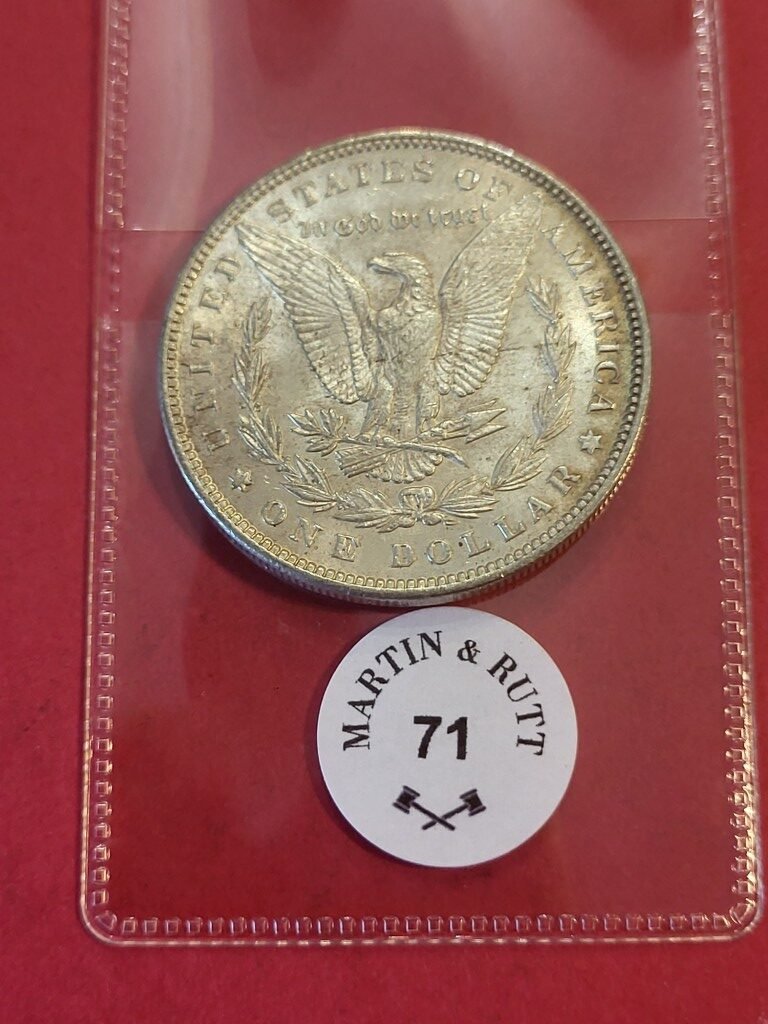 UNITED STATES OF AMERICA
In God We trust
ONE DOLLAR
MARTIN & RUTT
71